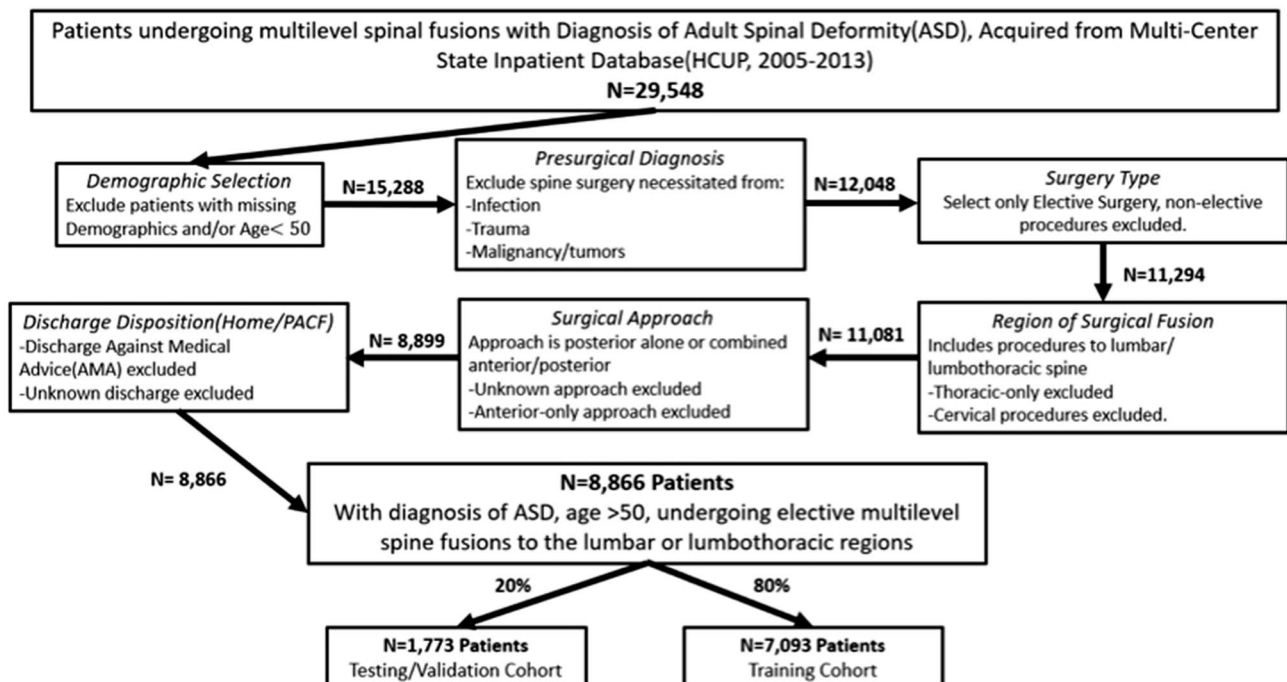 Patients undergoing multilevel spinal fusions with Diagnosis of Adult Spinal Deformity(ASD), Acquired from Multi-Center
State Inpatient Database(HCUP, 2005-2013)
N=29,548
Demographic Selection
Exclude patients with missing
Demographics and/or Age< 50
N=15,288
Presurgical Diagnosis
Exclude spine surgery necessitated from:
-Infection
-Trauma
-Malignancy/tumors
N=12,048
Surgery Type
Select only Elective Surgery, non-elective
procedures excluded.
N=11,294
Region of Surgical Fusion
Includes procedures to lumbar/
lumbothoracic spine
-Thoracic-only excluded
-Cervical procedures excluded.
N= 11,081
Surgical Approach
Approach is posterior alone or combined
anterior/posterior
-Unknown approach excluded
-Anterior-only approach excluded
N= 8,899
Discharge Disposition(Home/PACF)
-Discharge Against Medical
Advice(AMA) excluded
-Unknown discharge excluded
N= 8,866
N=8,866 Patients
With diagnosis of ASD, age >50, undergoing elective multilevel
spine fusions to the lumbar or lumbothoracic regions
20%
80%
N=1,773 Patients
Testing/Validation Cohort
N=7,093 Patients
Training Cohort